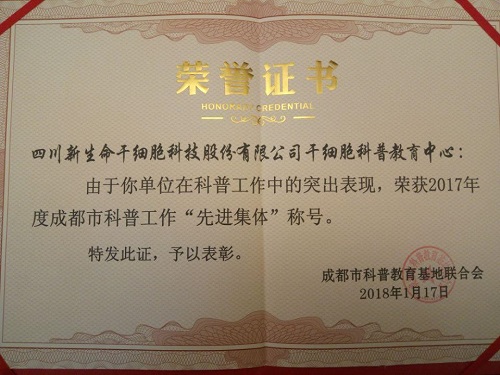 荣誉证书
HONORARY CREDENTIAL
四川新生命干细胞科技股份有限公司干细胞科普教育中心：
由于你单位在科普工作中的突出表现，荣获2017年
度成都市科普工作“先进集体”称号。
特发此证，予以表彰。
成都市科普教育基地联合会
2018年1月17日